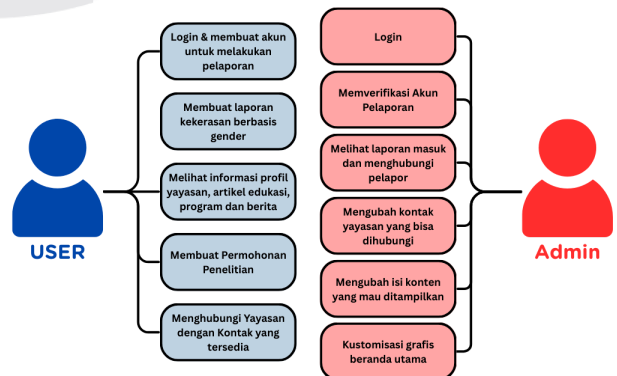 Login & membuat akun
untuk melakukan
pelaporan
Membuat laporan
kekerasan berbasis
gender
Melihat informasi profil
yayasan, artikel edukasi,
program dan berita
Membuat Permohonan
Penelitian
Menghubungi Yayasan
dengan Kontak yang
tersedia
USER
Login
Memverifikasi Akun
Pelaporan
Melihat laporan masuk
dan menghubungi
pelapor
Mengubah kontak
yayasan yang bisa
dihubungi
Mengubah isi konten
yang mau ditampilkan
Kustomisasi grafis
beranda utama
Admin